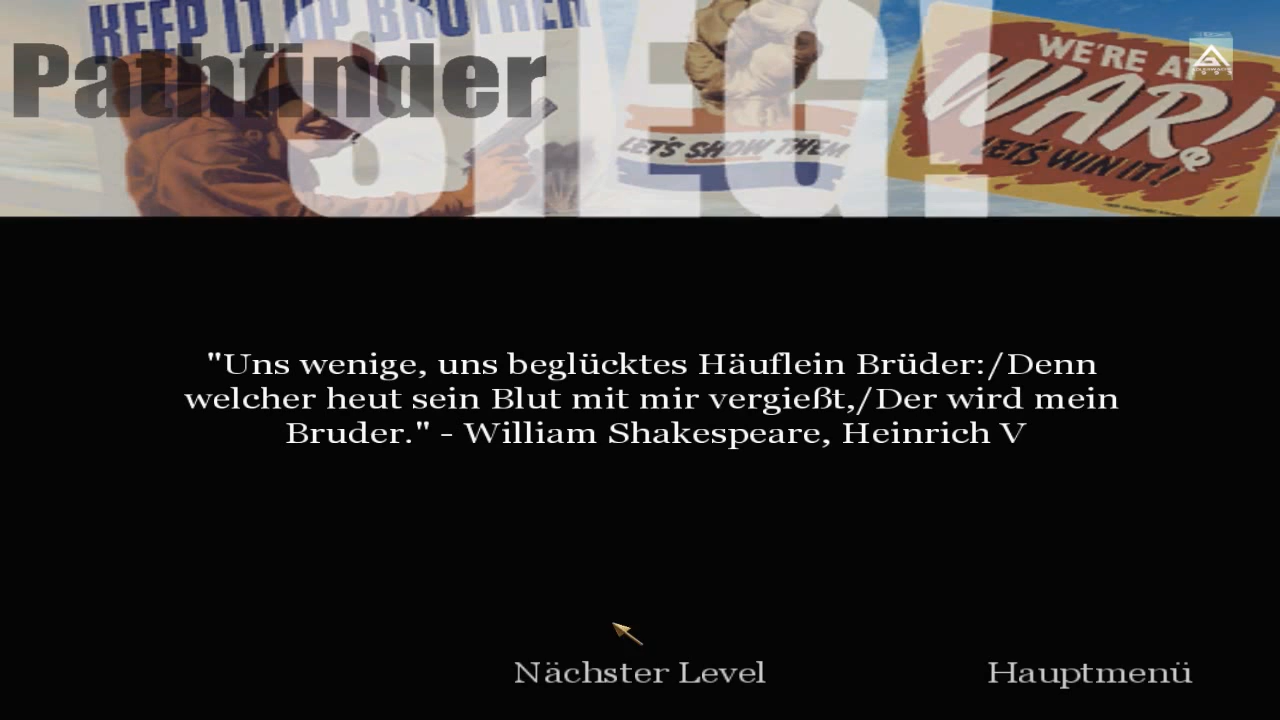 KEEP IT UP BROTHER
SIEG!
Pathfinder
WE'RE AT
WAR!
LET'S WIN IT!
LET'S SHOW THEM
"Uns wenige, uns beglücktes Häuflein Brüder:/Denn
welcher heut sein Blut mit mir vergießt,/Der wird mein
Bruder." - William Shakespeare, Heinrich V
Nächster Level
Hauptmenü